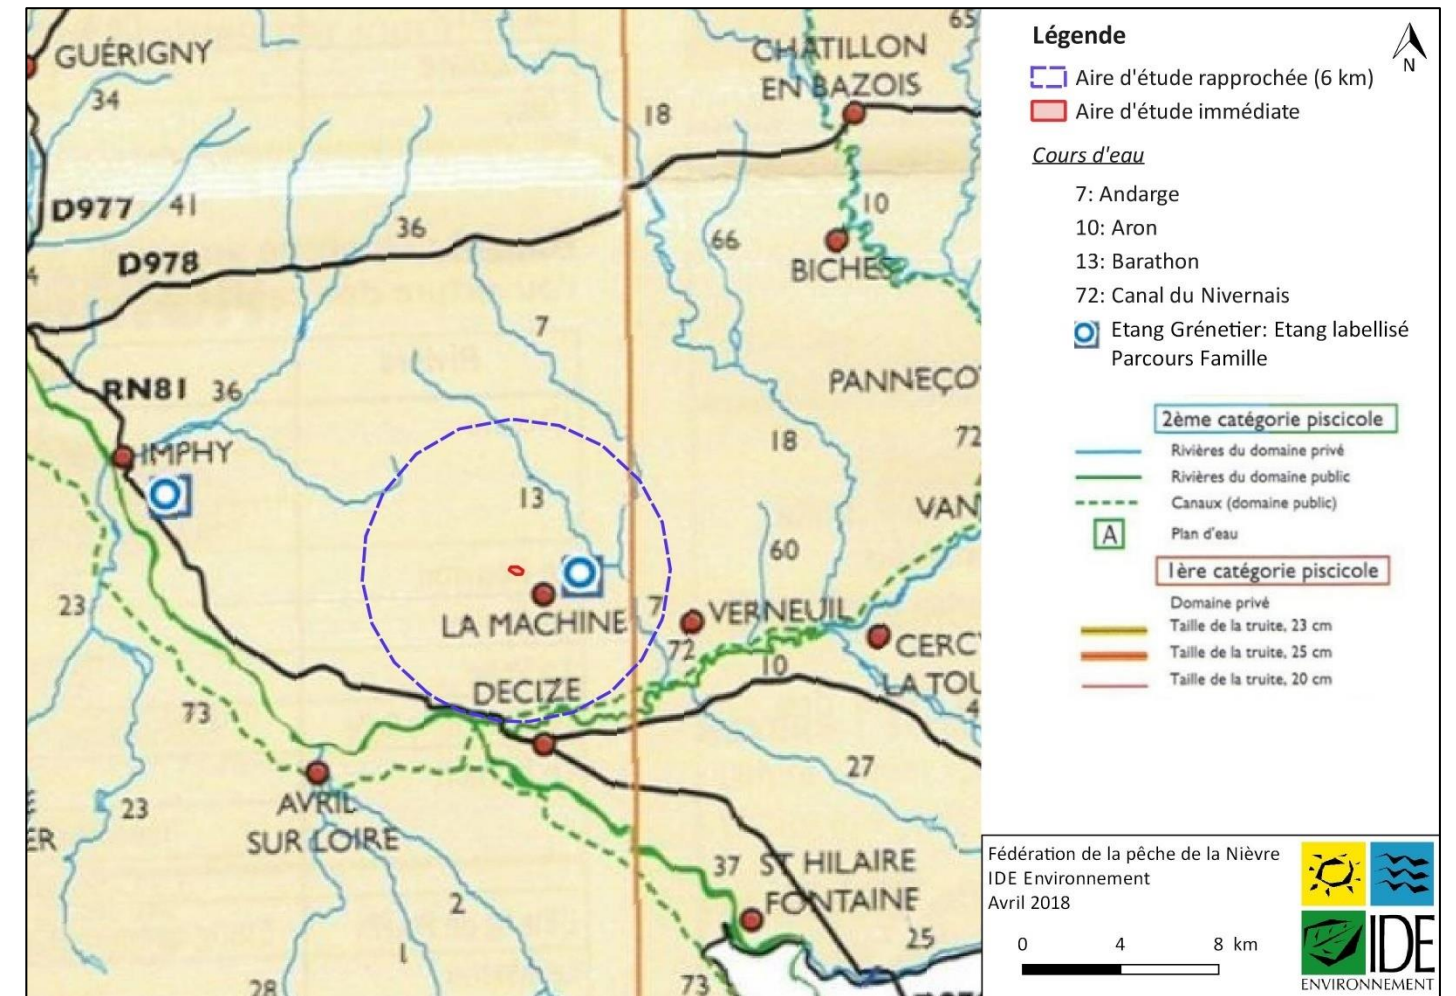 GUÉRIGNY
34
D977
41
36
D978
4
7
RN81
36
IMPHY
13
LA MACHINE
7
23
DECIZE
73
AVRIL
SUR LOIRE
23
ER
2
1
28
65
CHATILLON
EN BAZOIS
18
10
66
BICHES
PANNEÇO
18
72
VAN
60
VERNEUIL
72
10
CERCY
LA TOU
4
27
37
ST HILAIRE
FONTAINE
25
73
Légende
N
Aire d'étude rapprochée (6 km)
Aire d'étude immédiate
Cours d'eau
7: Andarge
10: Aron
13: Barathon
72: Canal du Nivernais
Etang Grénetier: Etang labellisé
Parcours Famille
2ème catégorie piscicole
Rivières du domaine privé
Rivières du domaine public
Canaux (domaine public)
A Plan d'eau
1ère catégorie piscicole
Domaine privé
Taille de la truite, 23 cm
Taille de la truite, 25 cm
Taille de la truite, 20 cm
Fédération de la pêche de la Nièvre
IDE Environnement
Avril 2018
0 4 8 km
IDE
ENVIRONNEMENT